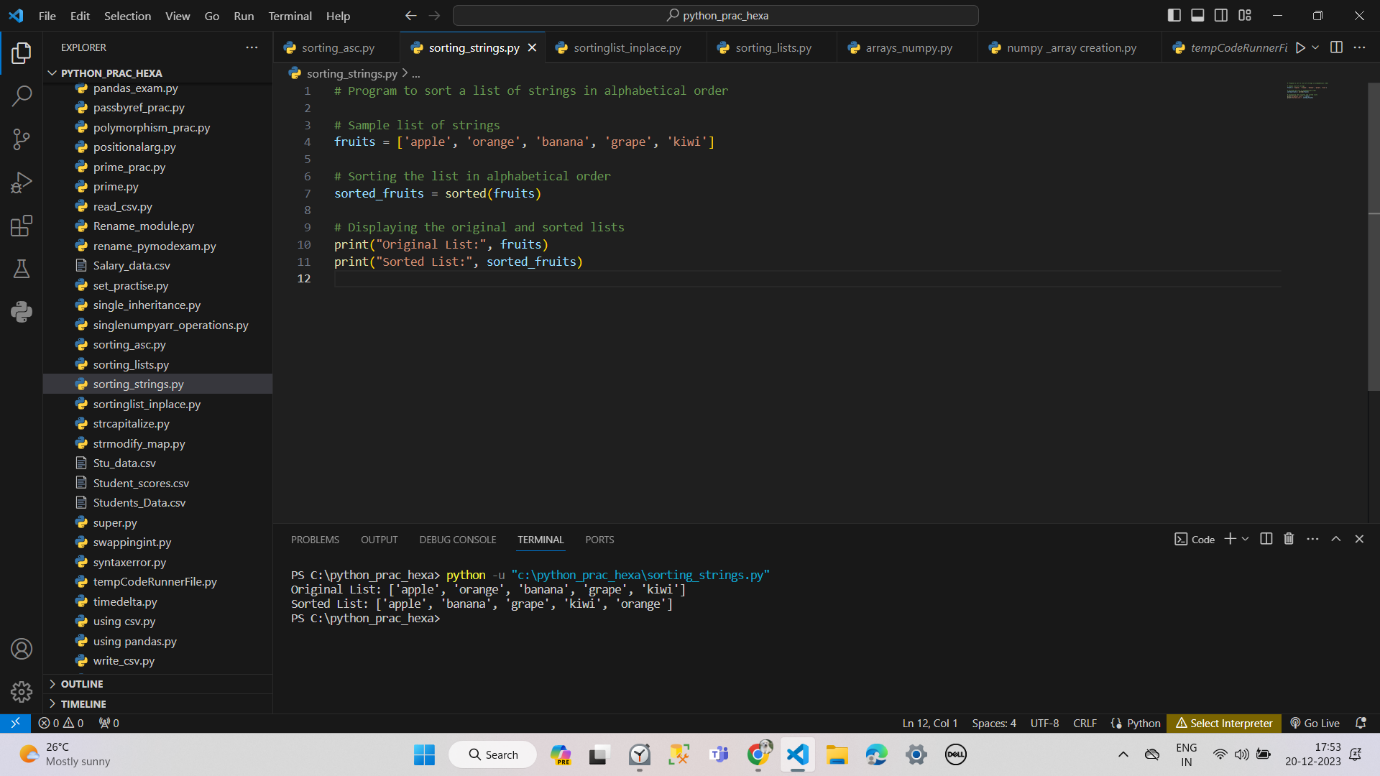 File Edit Selection View Go Run Terminal Help
python_prac_hexa
EXPLORER
PYTHON_PRAC_HEXA
pandas_exam.py
passbyref_prac.py
polymorphism_prac.py
positionalarg.py
prime_prac.py
prime.py
read_csv.py
Rename_module.py
rename_pymodexam.py
Salary_data.csv
set_practise.py
single_inheritance.py
singlenumpyarr_operations.py
sorting_asc.py
sorting_lists.py
sorting_strings.py
sortinglist_inplace.py
strcapitalize.py
strmodify_map.py
Stu_data.csv
Student_scores.csv
Students_Data.csv
super.py
swappingint.py
syntaxerror.py
tempCodeRunnerFile.py
timedelta.py
using csv.py
using pandas.py
write_csv.py
OUTLINE
TIMELINE
sorting_asc.py sorting_strings.py sortinglist_inplace.py sorting_lists.py arrays_numpy.py numpy _array creation.py tempCodeRunnerFi
sorting_strings.py > ...
1 # Program to sort a list of strings in alphabetical order
2
3 # Sample list of strings
4 fruits = ['apple', 'orange', 'banana', 'grape', 'kiwi']
5
6 # Sorting the list in alphabetical order
7 sorted_fruits = sorted(fruits)
8
9 # Displaying the original and sorted lists
10 print("Original List:", fruits)
11 print("Sorted List:", sorted_fruits)
12
PROBLEMS OUTPUT DEBUG CONSOLE TERMINAL PORTS
Code
PS C:\python_prac_hexa> python -u "c:\python_prac_hexa\sorting_strings.py"
Original List: ['apple', 'orange', 'banana', 'grape', 'kiwi']
Sorted List: ['apple', 'banana', 'grape', 'kiwi', 'orange']
PS C:\python_prac_hexa>
0 0 0 Ln 12, Col 1 Spaces: 4 UTF-8 CRLF Python Select Interpreter Go Live
26°C
Mostly sunny
Search
PRE
DELL
ENG
IN
17:53
20-12-2023